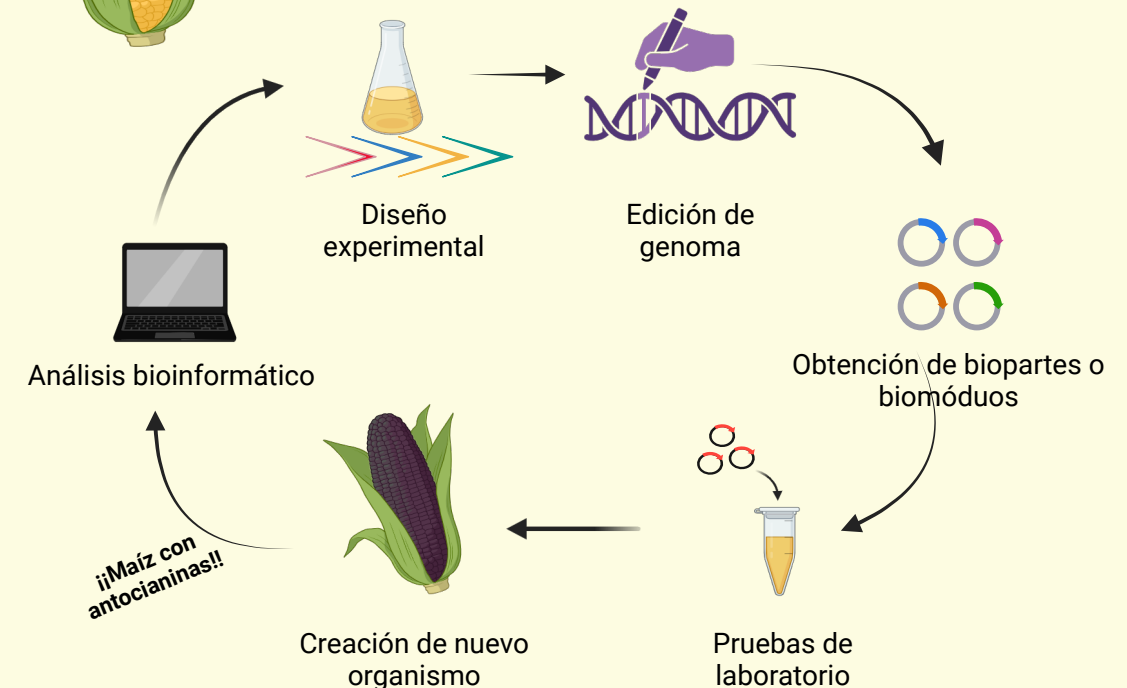 Diseño
experimental
Edición de
genoma
Análisis bioinformático
Obtención de biopartes o
biomóduos
¡¡Maíz con
antocianinas!!
Creación de nuevo
organismo
Pruebas de
laboratorio